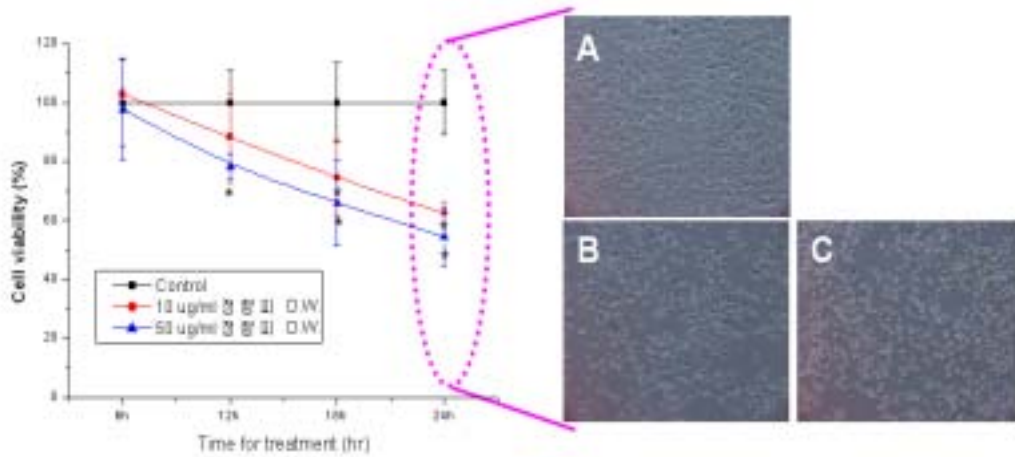 120
100
80
60
40
20
0
Cell viability (%)
Control
10 ug/ml 정향피 D.W.
50 ug/ml 정향피 D.W.
6h 12h 18h 24h
Time for treatment (hr)
A
B
C